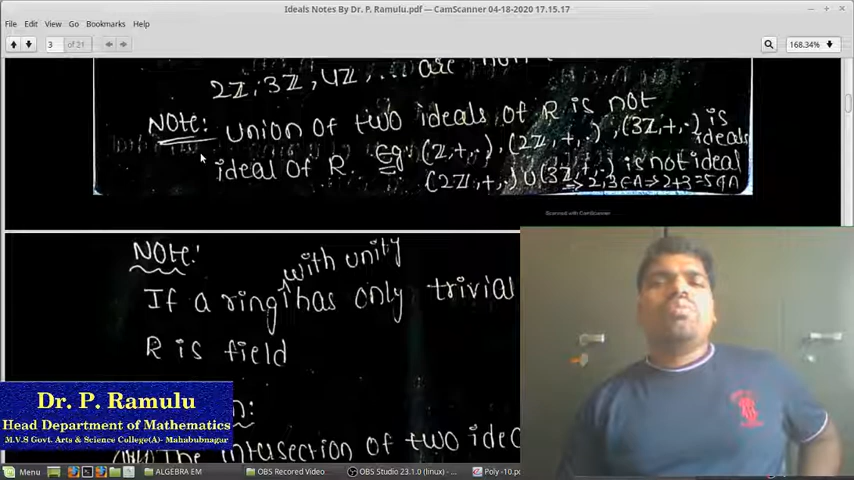 Ideals Notes By Dr. P. Ramulu.pdf — CamScanner 04-18-2020 17.15.17
File Edit View Go Bookmarks Help
3 of 21 168.34%
2ℤ, 3ℤ, 4ℤ, ... are
Note: union of two ideals of R is not
ideal of R. eg (ℤ,+,·), (2ℤ,+,·), (3ℤ,+,·) is ideals
(2ℤ,+,·) ∪ (3ℤ,+,·) is not ideal
⇒ 2,3 ∈ A ⇒ 2+3=5 ∉ A
Scanned with CamScanner
Note:
with unity
If a ring has only trivial
R is field
The intersection of two idea
Dr. P. Ramulu
Head Department of Mathematics
M.V.S Govt. Arts & Science College(A)- Mahabubnagar
Menu ALGEBRA EM OBS Recored Video OBS Studio 23.1.0 (linux) - ... Poly -10.pd